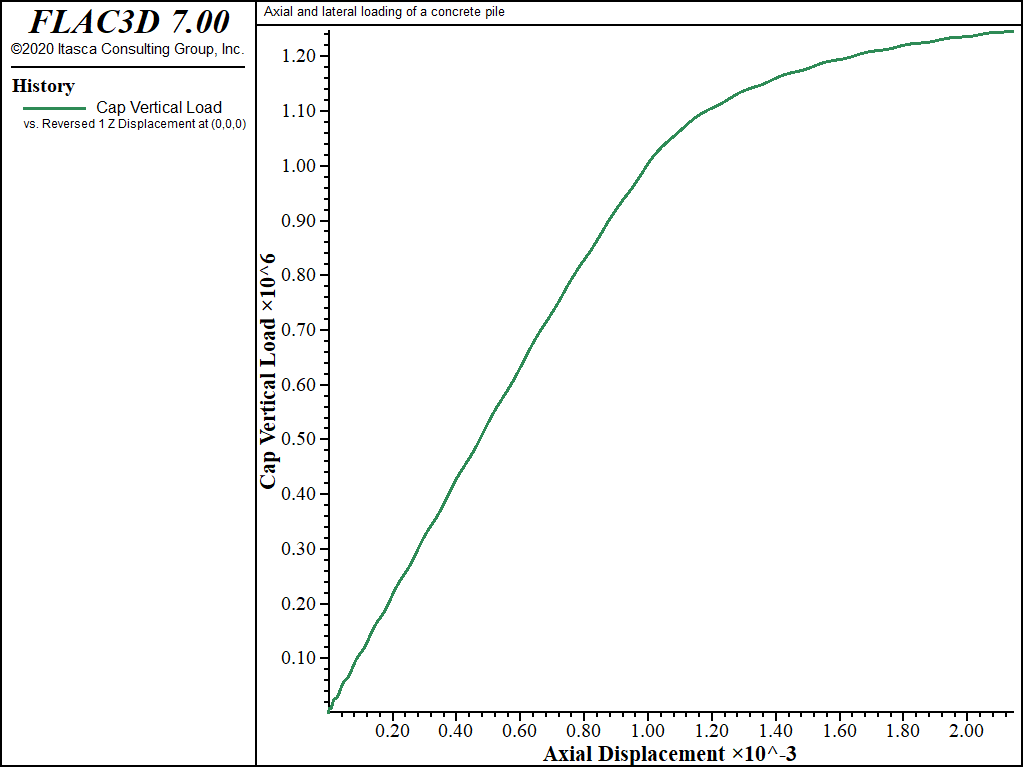 FLAC3D 7.00
©2020 Itasca Consulting Group, Inc.
History
Cap Vertical Load
vs. Reversed 1 Z Displacement at (0,0,0)
Axial and lateral loading of a concrete pile
Cap Vertical Load ×10^6
1.20
1.10
1.00
0.90
0.80
0.70
0.60
0.50
0.40
0.30
0.20
0.10
0.20 0.40 0.60 0.80 1.00 1.20 1.40 1.60 1.80 2.00
Axial Displacement ×10^-3